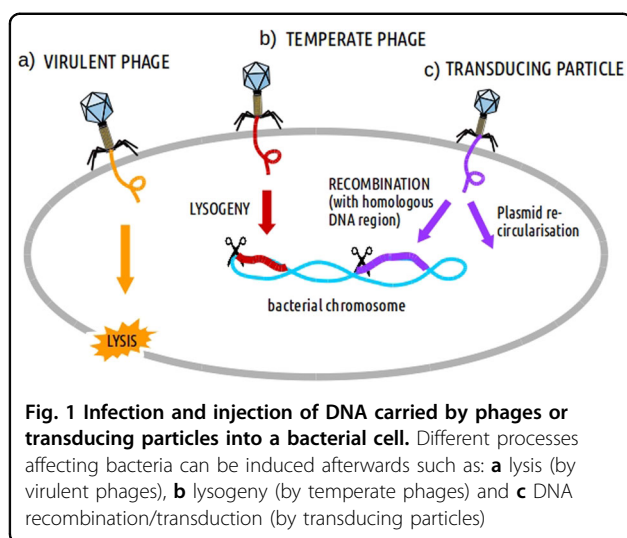 a) VIRULENT PHAGE
b) TEMPERATE PHAGE
c) TRANSDUCING PARTICLE
LYSOGENY
RECOMBINATION
(with homologous
DNA region)
Plasmid re-
circularisation
bacterial chromosome
LYSIS
Fig. 1 Infection and injection of DNA carried by phages or
transducing particles into a bacterial cell. Different processes
affecting bacteria can be induced afterwards such as: a lysis (by
virulent phages), b lysogeny (by temperate phages) and c DNA
recombination/transduction (by transducing particles)